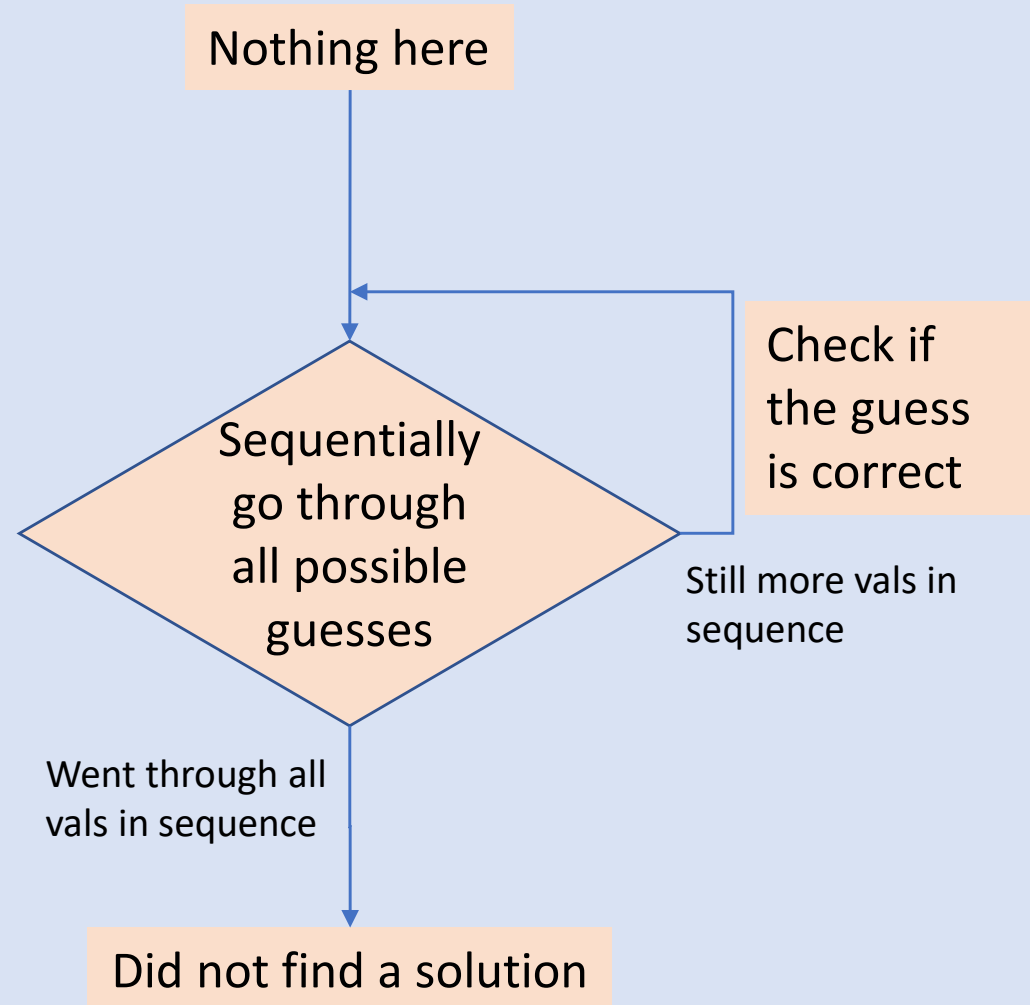 Nothing here
Check if
the guess
is correct
Sequentially
go through
all possible
guesses
Still more vals in
sequence
Went through all
vals in sequence
Did not find a solution